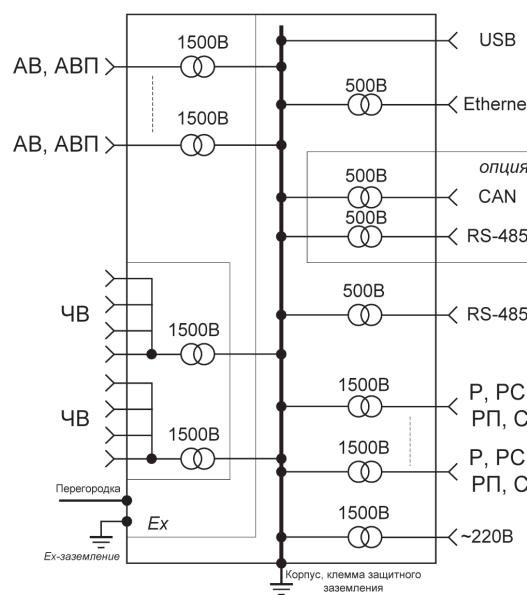 1500В
USB
АВ, АВП
500В
Etherne
1500В
АВ, АВП
опция
500В
CAN
500В
RS-485
500В
RS-485
ЧВ
1500В
1500В
Р, РС
РП, С
ЧВ
1500В
1500В
Р, РС
РП, С
Перегородка
Ex
1500В
~220В
Ex-заземление
Корпус, клемма защитного
заземления